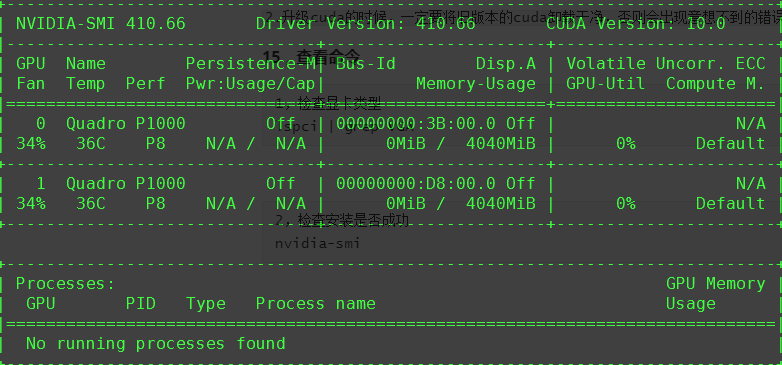 2、升级cuda的时候，一定要将旧版本的cuda卸载干净，否则会出现意想不到的错误
NVIDIA-SMI 410.66 Driver Version: 410.66 CUDA Version: 10.0
15、查看命令
GPU Name Persistence-M| Bus-Id Disp.A | Volatile Uncorr. ECC
Fan Temp Perf Pwr:Usage/Cap| Memory-Usage | GPU-Util Compute M.
1，检查显卡类型
0 Quadro P1000 Off | 00000000:3B:00.0 Off | N/A
34% 36C P8 N/A / N/A | 0MiB / 4040MiB | 0% Default
1 Quadro P1000 Off | 00000000:D8:00.0 Off | N/A
34% 36C P8 N/A / N/A | 0MiB / 4040MiB | 0% Default
2，检查安装是否成功
nvidia-smi
Processes: GPU Memory
GPU PID Type Process name Usage
No running processes found